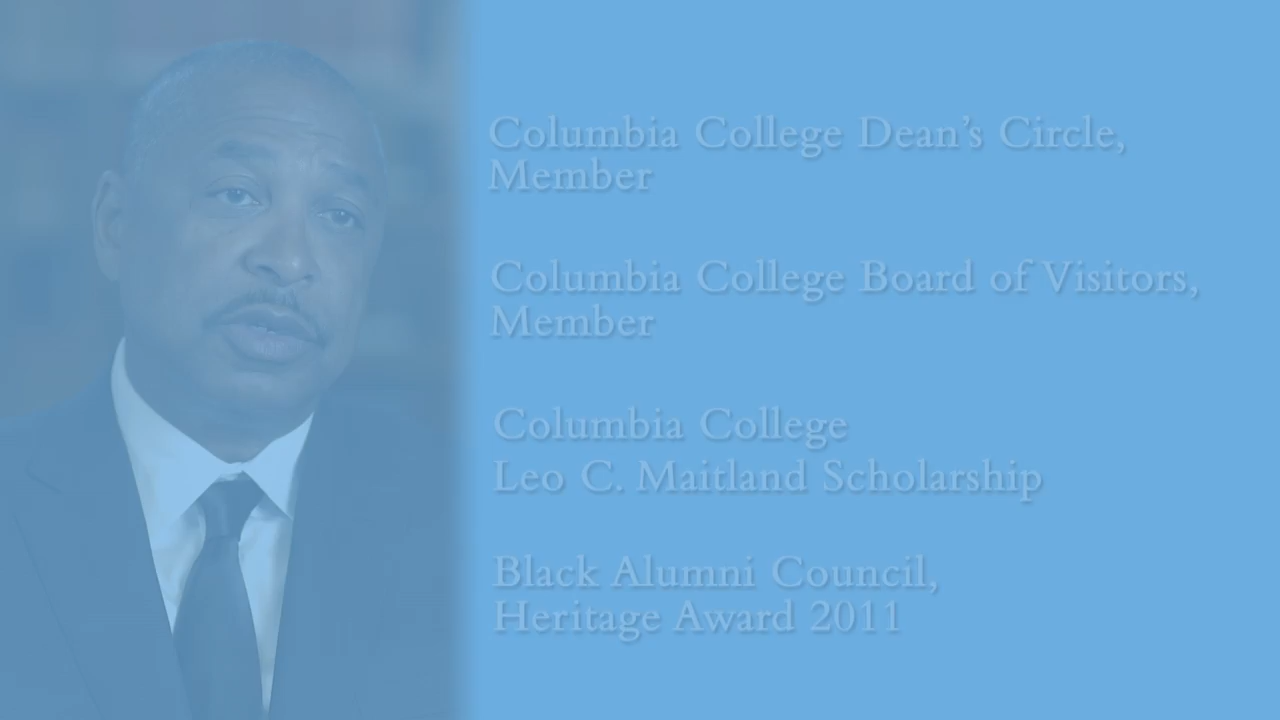 Columbia College Dean’s Circle,
Member
Columbia College Board of Visitors,
Member
Columbia College
Leo C. Maitland Scholarship
Black Alumni Council,
Heritage Award 2011